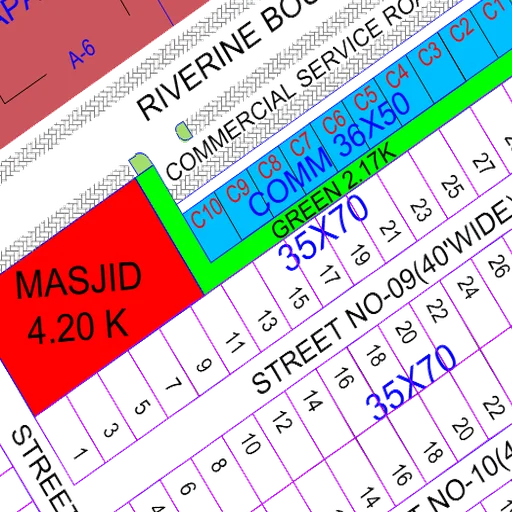 A-6
RIVERINE
COMMERCIAL SERVICE
C10
C9
C8
C7
C6
C5
C4
C3
C2
C1
COMM 36X50
GREEN 2.17K
35X70
MASJID
4.20 K
1
3
5
7
9
11
13
15
17
19
21
23
25
27
STREET NO-09(40'WIDE)
6
8
10
12
14
16
18
20
22
24
26
35X70
14
16
18
20
22
STREET
NO-10(4